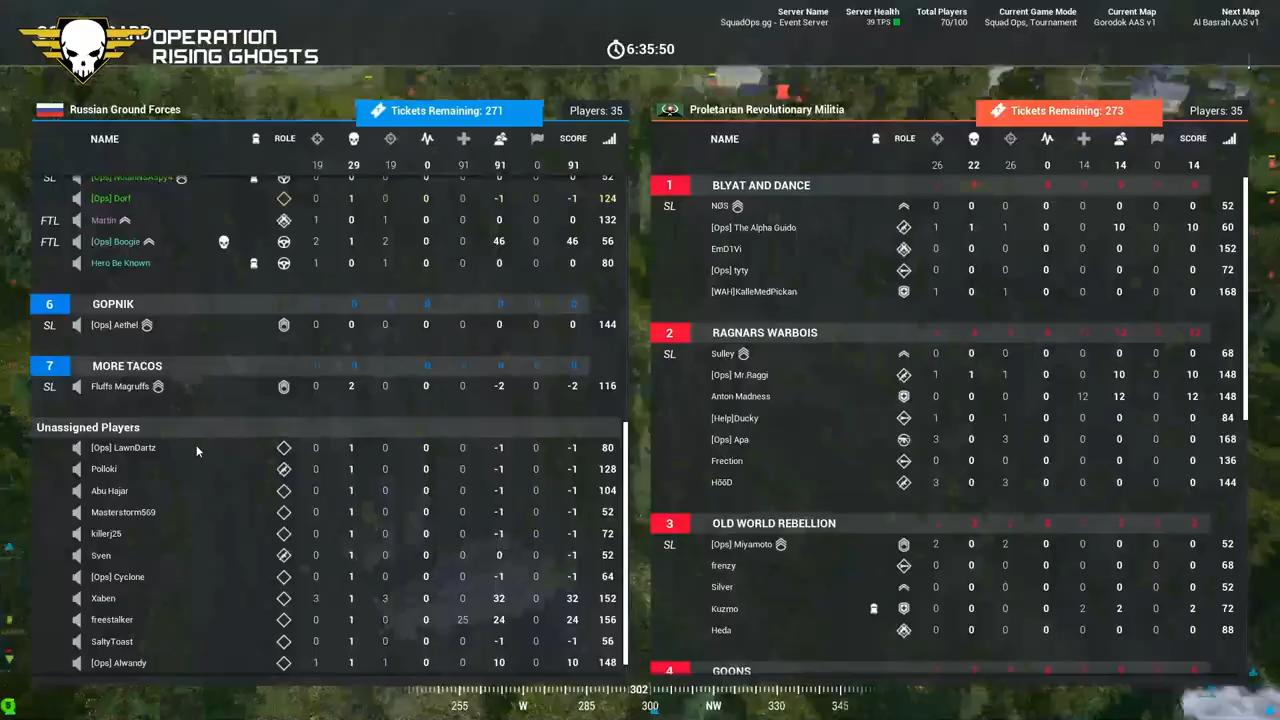 OPERATION
RISING GHOSTS
6:35:50
Server Name
SquadOps.gg - Event Server
Server Health
39 TPS
Total Players
70/100
Current Game Mode
Squad Ops, Tournament
Current Map
Gorodok AAS v1
Next Map
Al Basrah AAS v1
Russian Ground Forces
Tickets Remaining: 271
Players: 35
NAME ROLE SCORE
19 29 19 0 91 91 0 91
[Ops] Dorf 0 1 0 0 0 -1 0 -1 124
FTL Martin 1 0 1 0 0 0 0 0 132
FTL [Ops] Boogie 2 1 2 0 0 46 0 46 56
Hero Be Known 1 0 1 0 0 0 0 0 80
6 GOPNIK
SL [Ops] Aethel 0 0 0 0 0 0 0 0 144
7 MORE TACOS
SL Fluffs Magruffs 0 2 0 0 0 -2 0 -2 116
Unassigned Players
[Ops] LawnDartz 0 1 0 0 0 -1 0 -1 80
Polloki 0 1 0 0 0 -1 0 -1 128
Abu Hajar 0 1 0 0 0 -1 0 -1 104
Masterstorm569 0 1 0 0 0 -1 0 -1 52
killerj25 0 1 0 0 0 -1 0 -1 72
Sven 0 1 0 0 0 0 0 -1 52
[Ops] Cyclone 0 1 0 0 0 -1 0 -1 64
Xaben 3 1 3 0 0 32 0 32 152
freestalker 0 1 0 0 25 24 0 24 156
SaltyToast 0 1 0 0 0 -1 0 -1 56
[Ops] Alwandy 1 1 1 0 0 10 0 10 148
Proletarian Revolutionary Militia
Tickets Remaining: 273
Players: 35
NAME ROLE SCORE
26 22 26 0 14 14 0 14
1 BLYAT AND DANCE
SL NØS 0 0 0 0 0 0 0 0 52
[Ops] The Alpha Guido 1 1 1 0 0 10 0 10 60
EmD1Vi 0 0 0 0 0 0 0 0 152
[Ops] tyty 0 0 0 0 0 0 0 0 72
[WAH]KalleMedPickan 1 0 1 0 0 0 0 0 168
2 RAGNARS WARBOIS
SL Sulley 0 0 0 0 0 0 0 0 68
[Ops] Mr.Raggi 1 1 1 0 0 10 0 10 148
Anton Madness 0 0 0 0 12 12 0 12 148
[Help]Ducky 1 0 1 0 0 0 0 0 84
[Ops] Apa 3 0 3 0 0 0 0 0 168
Frection 0 0 0 0 0 0 0 0 136
HööD 3 0 3 0 0 0 0 0 144
3 OLD WORLD REBELLION
SL [Ops] Miyamoto 2 0 2 0 0 0 0 0 52
frenzy 0 0 0 0 0 0 0 0 68
Silver 0 0 0 0 0 0 0 0 52
Kuzmo 0 0 0 0 2 2 0 2 72
Heda 0 0 0 0 0 0 0 0 88
4 GOONS
302
255 W 285 300 NW 330 345